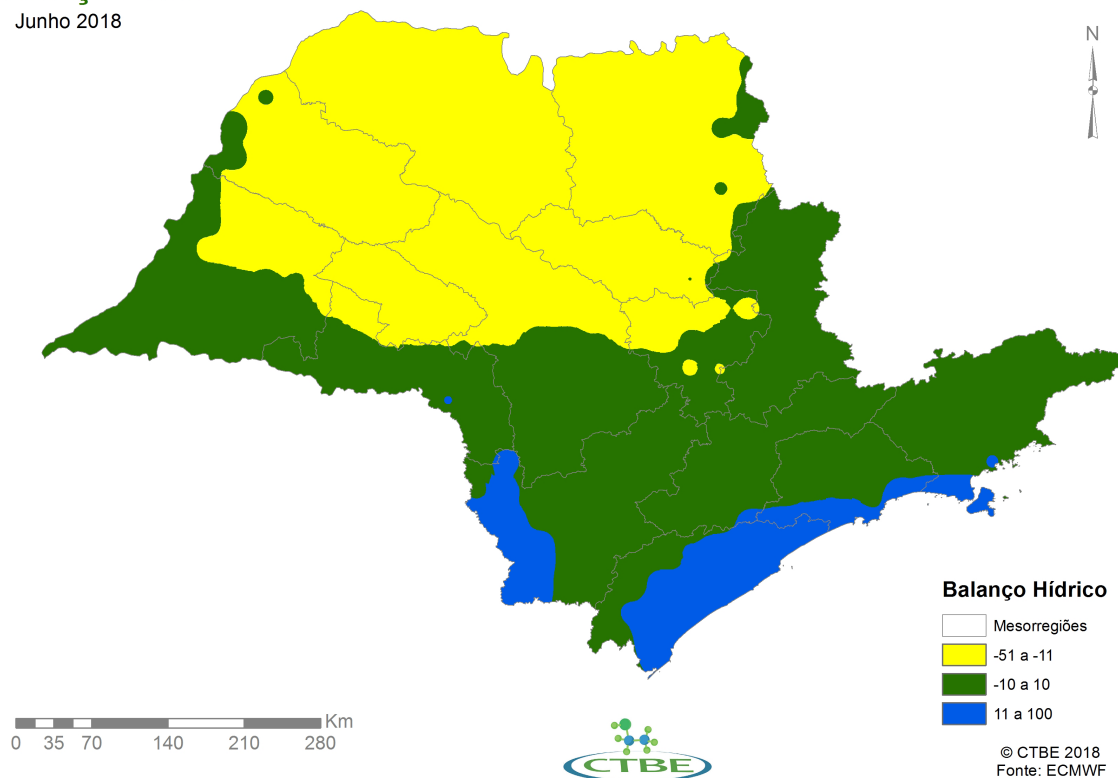 Junho 2018
N
Balanço Hídrico
Mesorregiões
-51 a -11
-10 a 10
11 a 100
Km
0 35 70 140 210 280
CTBE
© CTBE 2018
Fonte: ECMWF